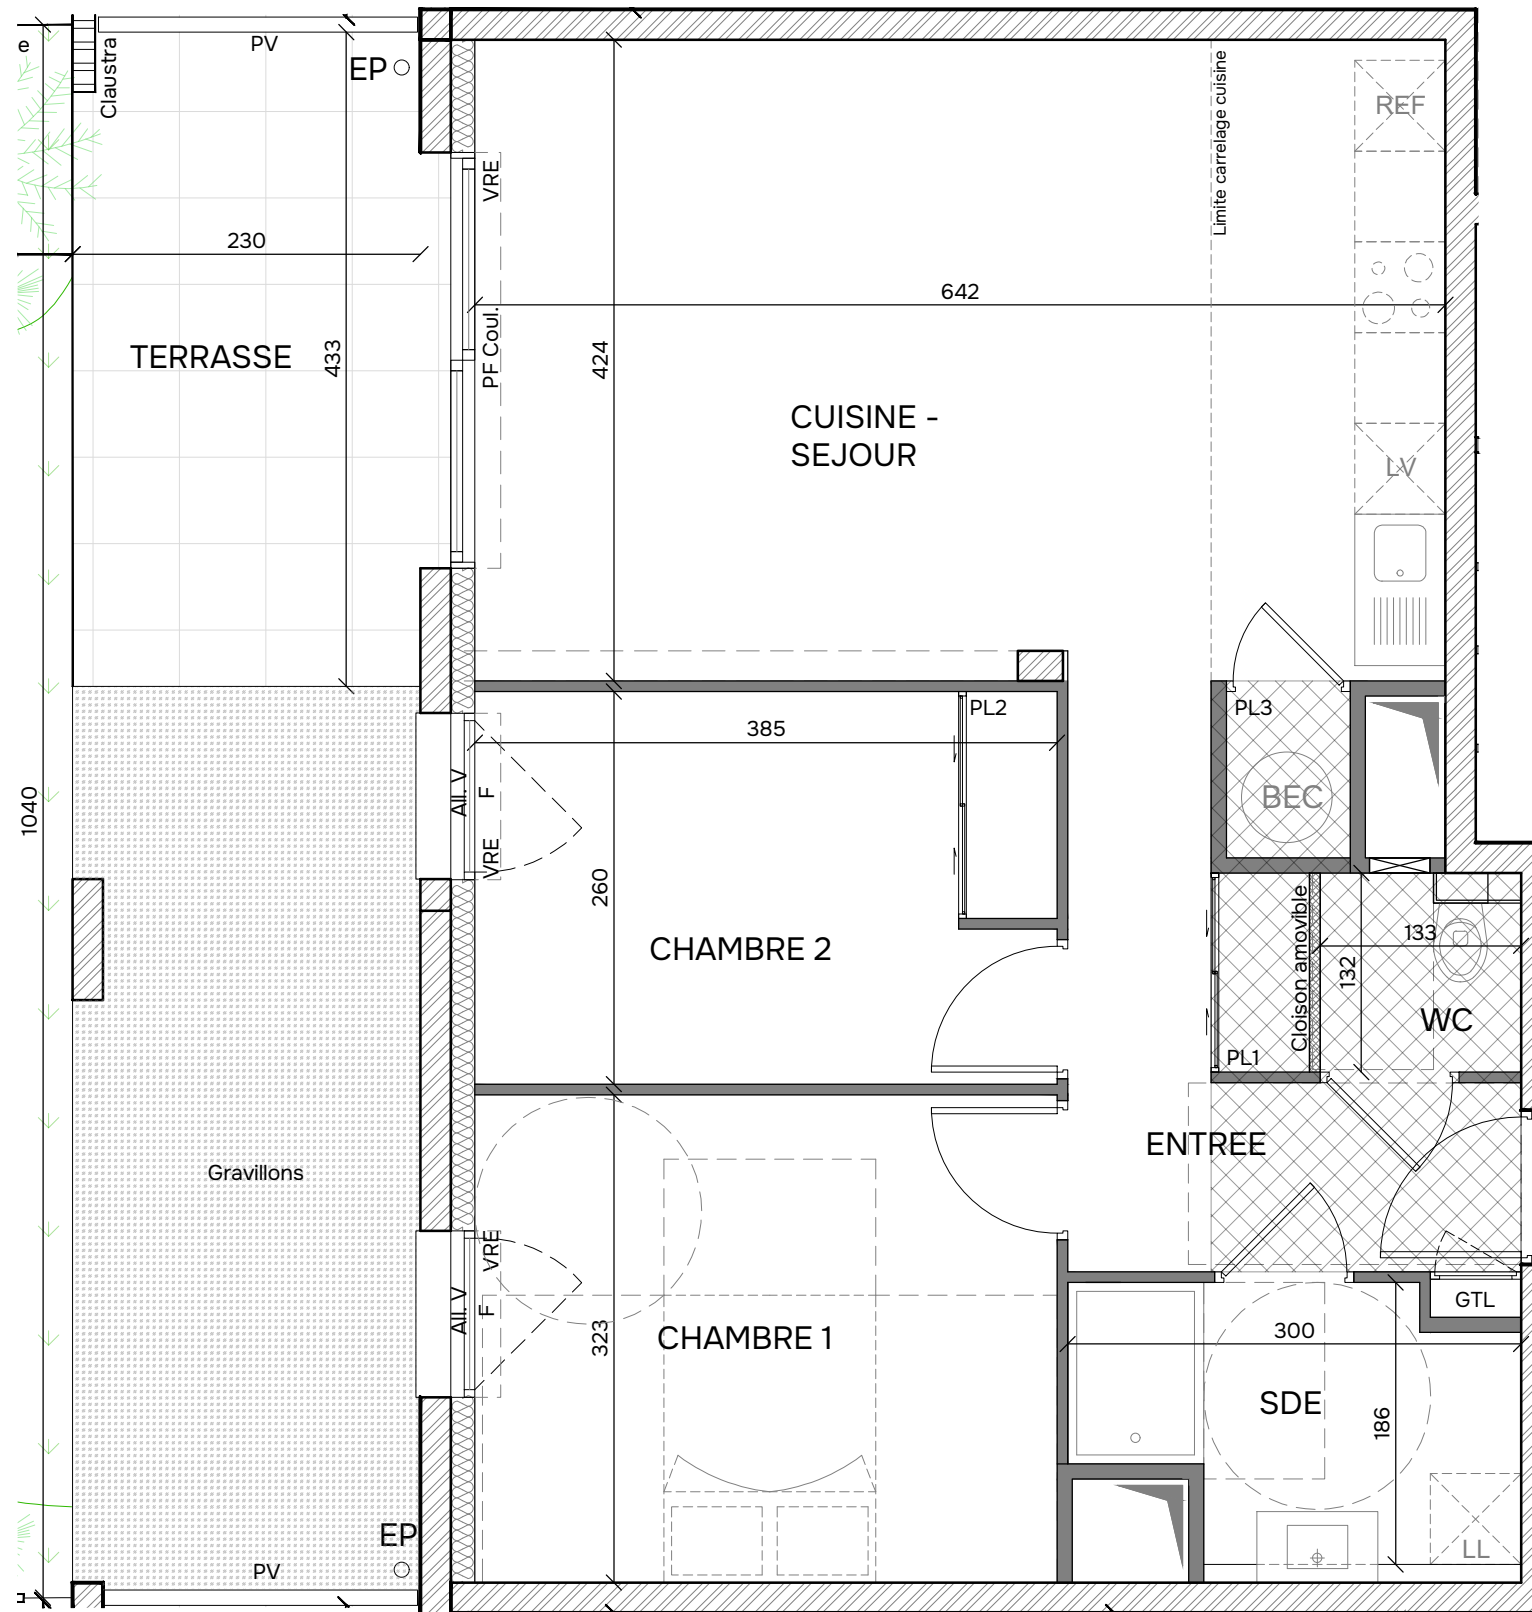 e
Claustra
PV
EP
230
TERRASSE
433
VRE
PF Coul.
424
642
CUISINE -
SEJOUR
Limite carrelage cuisine
REF
LV
PL2
385
PL3
BEC
All. V
F
VRE
1040
260
CHAMBRE 2
Cloison amovible
133
132
WC
PL1
ENTREE
Gravillons
VRE
All. V
F
323
CHAMBRE 1
GTL
300
SDE
186
LL
EP
PV